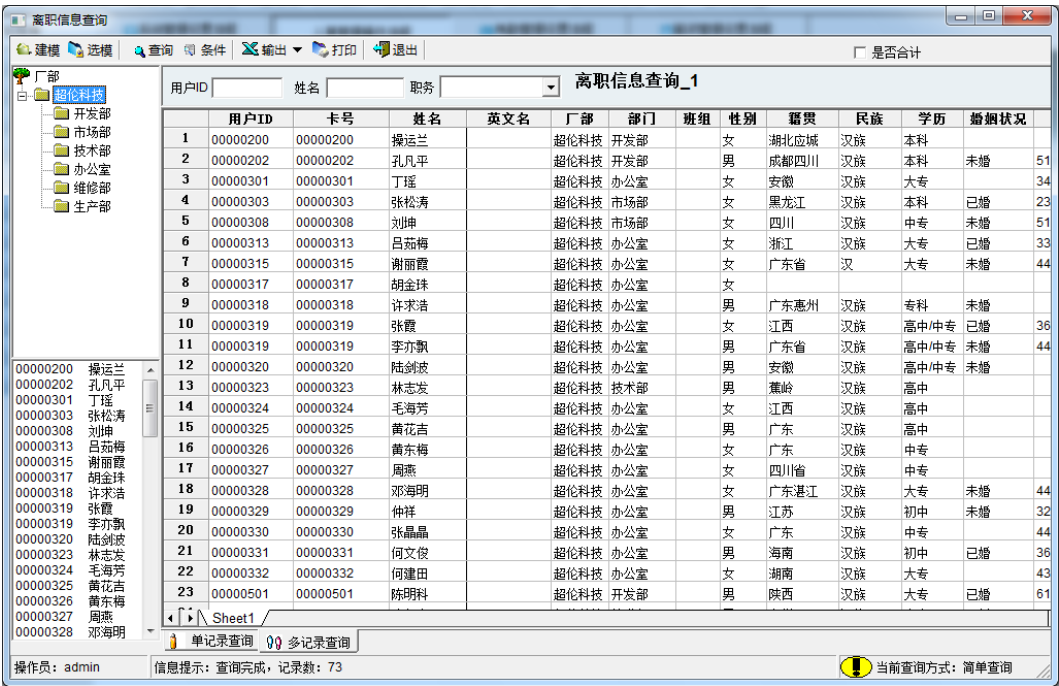 离职信息查询
建模 选模 查询 条件 输出 打印 退出 是否合计
厂部
超伦科技
开发部
市场部
技术部
办公室
维修部
生产部
用户ID 姓名 职务 离职信息查询_1
用户ID 卡号 姓名 英文名 厂部 部门 班组 性别 籍贯 民族 学历 婚姻状况
1 00000200 00000200 操运兰 超伦科技 开发部 女 湖北应城 汉族 本科
2 00000202 00000202 孔凡平 超伦科技 开发部 男 成都四川 汉族 本科 未婚 51
3 00000301 00000301 丁瑶 超伦科技 办公室 女 安徽 汉族 大专 34
4 00000303 00000303 张松涛 超伦科技 市场部 女 黑龙江 汉族 本科 已婚 23
5 00000308 00000308 刘坤 超伦科技 市场部 女 四川 汉族 中专 未婚 51
6 00000313 00000313 吕茹梅 超伦科技 办公室 女 浙江 汉族 大专 已婚 33
7 00000315 00000315 谢丽霞 超伦科技 办公室 女 广东省 汉 大专 未婚 44
8 00000317 00000317 胡金珠 超伦科技 办公室 女
9 00000318 00000318 许求洁 超伦科技 办公室 男 广东惠州 汉族 专科 未婚
10 00000319 00000319 张霞 超伦科技 办公室 女 江西 汉族 高中/中专 已婚 36
11 00000319 00000319 李亦飘 超伦科技 办公室 男 广东省 汉族 高中/中专 未婚 44
12 00000320 00000320 陆剑波 超伦科技 办公室 男 安徽 汉族 高中/中专 未婚
13 00000323 00000323 林志发 超伦科技 技术部 男 蕉岭 汉族 高中
14 00000324 00000324 毛海芳 超伦科技 办公室 女 江西 汉族 高中
15 00000325 00000325 黄花吉 超伦科技 办公室 男 广东 汉族 高中
16 00000326 00000326 黄东梅 超伦科技 办公室 女 广东 汉族 中专
17 00000327 00000327 周燕 超伦科技 办公室 女 四川省 汉族 中专
18 00000328 00000328 邓海明 超伦科技 办公室 女 广东湛江 汉族 大专 未婚 44
19 00000329 00000329 仲祥 超伦科技 办公室 男 江苏 汉族 初中 未婚 32
20 00000330 00000330 张晶晶 超伦科技 办公室 女 广东 汉族 中专 44
21 00000331 00000331 何文俊 超伦科技 办公室 男 海南 汉族 初中 已婚 36
22 00000332 00000332 何建田 超伦科技 办公室 女 湖南 汉族 大专 43
23 00000501 00000501 陈明科 超伦科技 开发部 男 陕西 汉族 大专 已婚 61
00000200 操运兰
00000202 孔凡平
00000301 丁瑶
00000303 张松涛
00000308 刘坤
00000313 吕茹梅
00000315 谢丽霞
00000317 胡金珠
00000318 许求洁
00000319 张霞
00000319 李亦飘
00000320 陆剑波
00000323 林志发
00000324 毛海芳
00000325 黄花吉
00000326 黄东梅
00000327 周燕
00000328 邓海明
Sheet1
单记录查询 多记录查询
操作员: admin 信息提示: 查询完成, 记录数: 73 当前查询方式: 简单查询